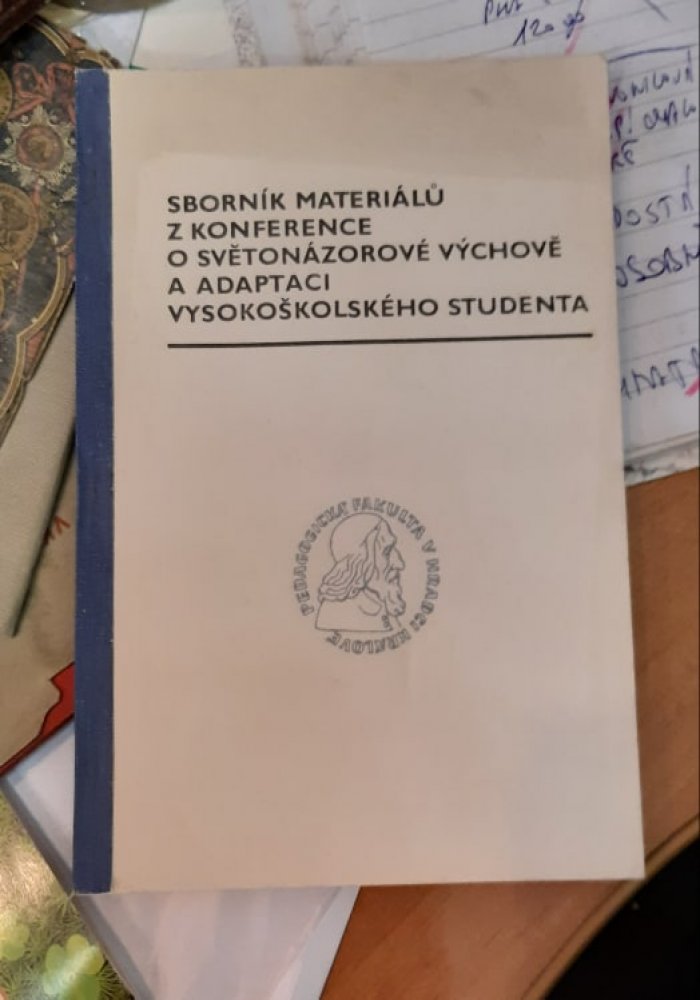 SBORNÍK MATERIÁLŮ
Z KONFERENCE
O SVĚTONÁZOROVÉ VÝCHOVĚ
A ADAPTACI
VYSOKOŠKOLSKÉHO STUDENTA
PEDAGOGICKÁ FAKULTA V HRADCI KRÁLOVÉ